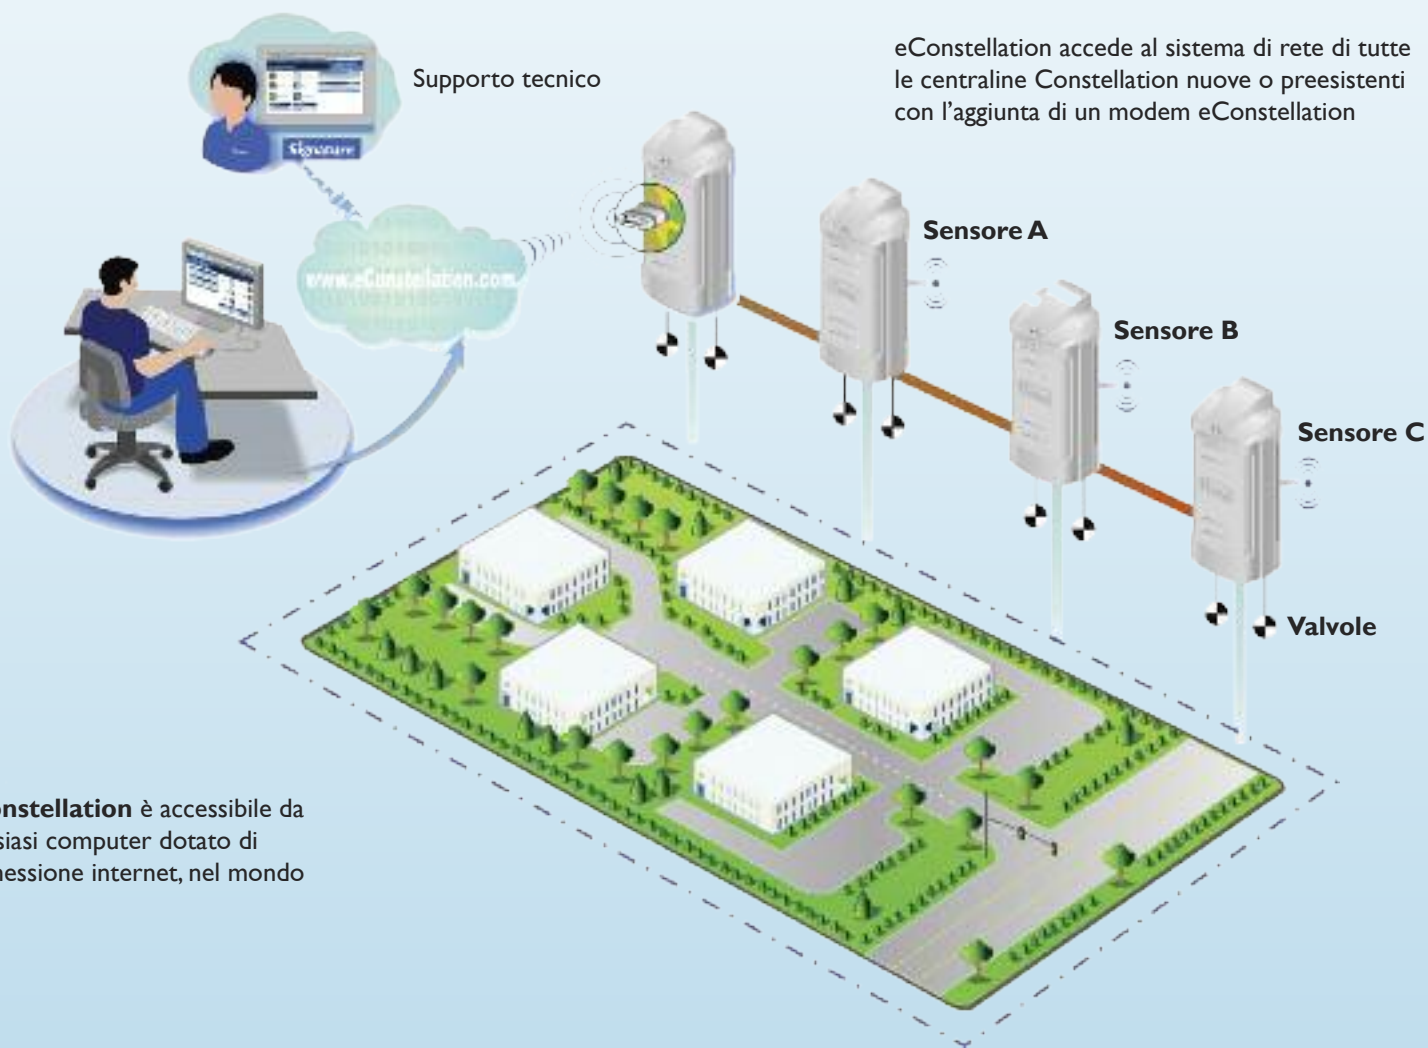 eConstellation accede al sistema di rete di tutte
le centraline Constellation nuove o preesistenti
con l'aggiunta di un modem eConstellation
Supporto tecnico
Signature
www.eConstellation.com
Sensore A
Sensore B
Sensore C
Valvole
nstellation è accessibile da
siasi computer dotato di
nessione internet, nel mondo